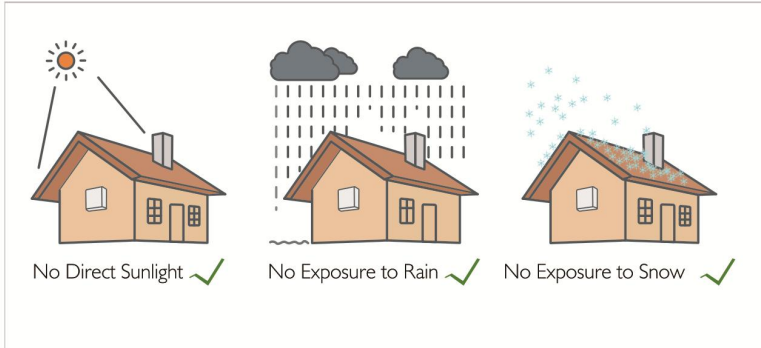 No Direct Sunlight
No Exposure to Rain
No Exposure to Snow